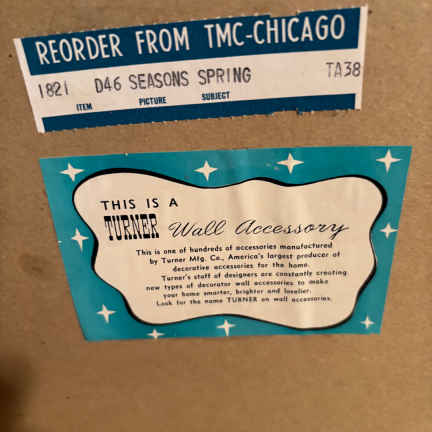 REORDER FROM TMC-CHICAGO
1821 D46 SEASONS SPRING TA38
ITEM PICTURE SUBJECT
THIS IS A
TURNER Wall Accessory
This is one of hundreds of accessories manufactured
by Turner Mfg. Co., America's largest producer of
decorative accessories for the home.
Turner's staff of designers are constantly creating
new types of decorator wall accessories to make
your home smarter, brighter and lovelier.
Look for the name TURNER on wall accessories.